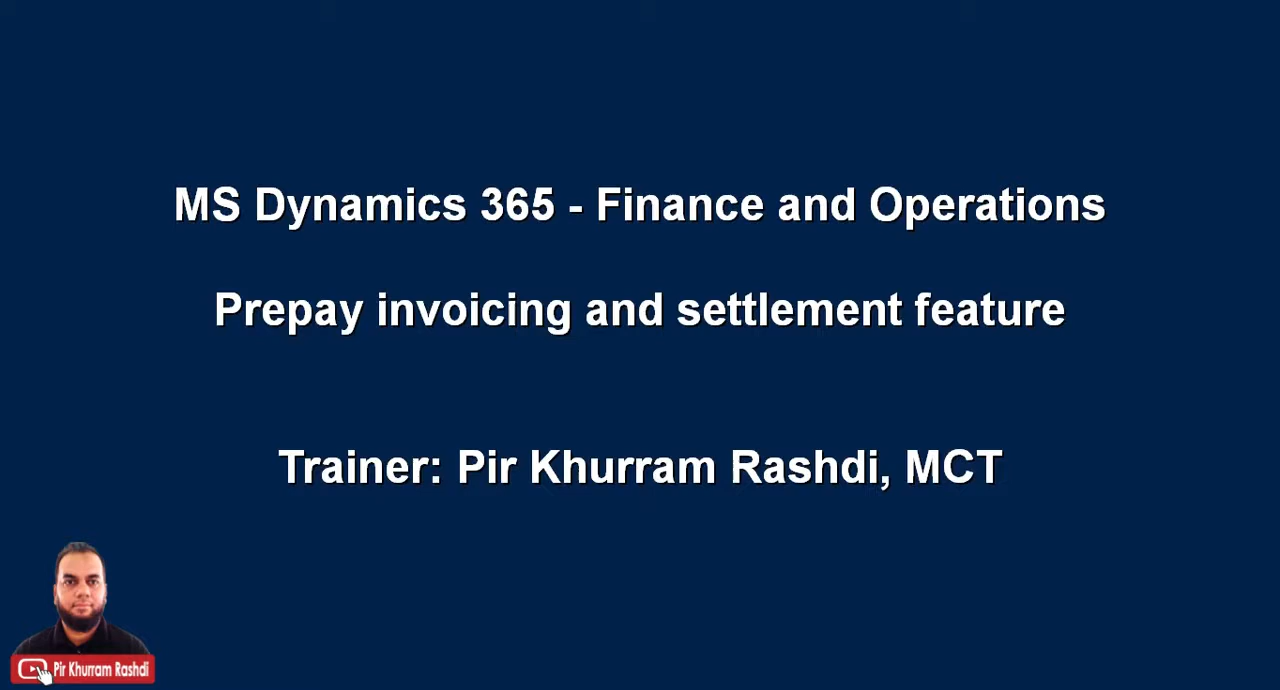 MS Dynamics 365 - Finance and Operations
Prepay invoicing and settlement feature
Trainer: Pir Khurram Rashdi, MCT
Pir Khurram Rashdi